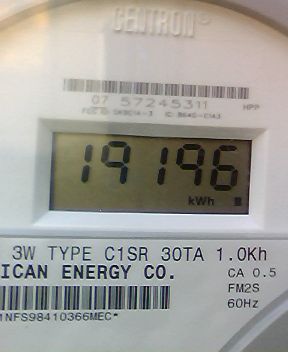 CENTRON®
07 57245311 HPP
19196
kWh
3W TYPE C1SR 30TA 1.0Kh
ICAN ENERGY CO. CA 0.5
FM2S
60Hz
1NFS98410366MEC*